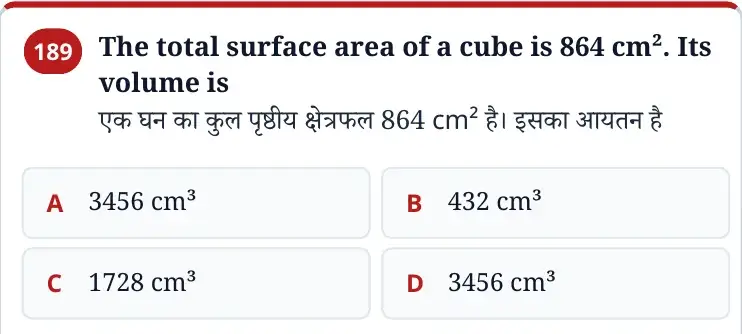 189 The total surface area of a cube is 864 cm². Its
volume is
एक घन का कुल पृष्ठीय क्षेत्रफल 864 cm² है। इसका आयतन है
A 3456 cm³
B 432 cm³
C 1728 cm³
D 3456 cm³